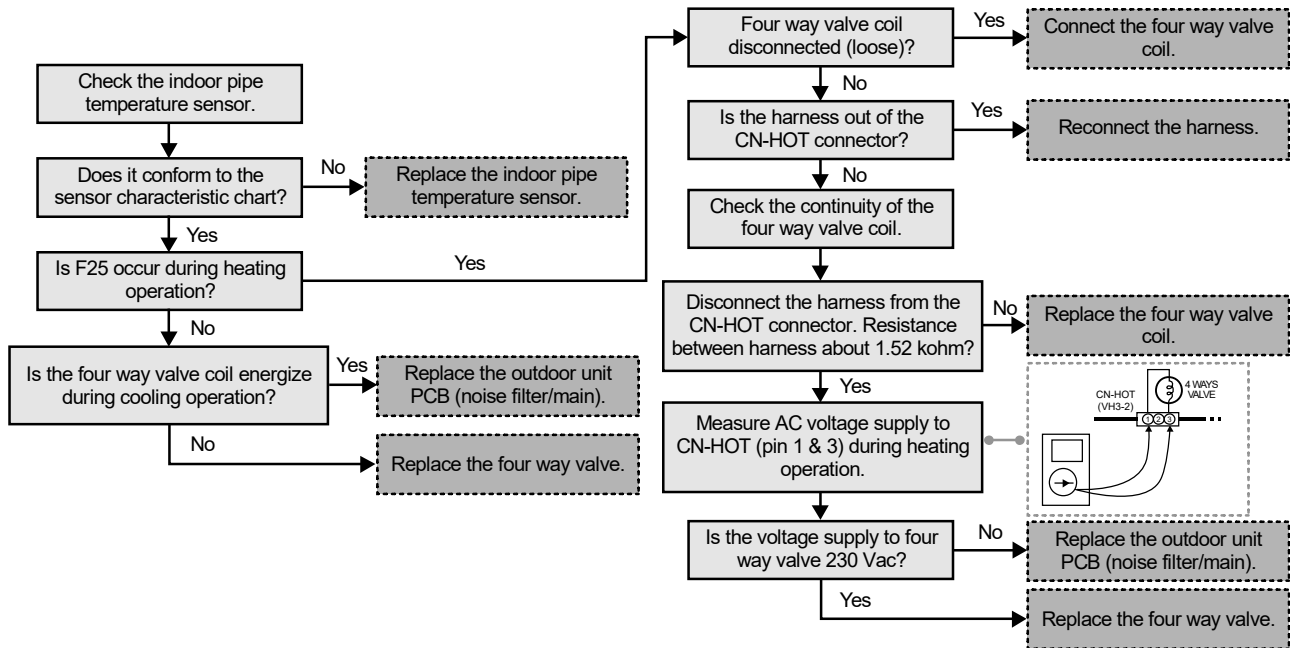 Check the indoor pipe
temperature sensor.
Does it conform to the
sensor characteristic chart?
No
Replace the indoor pipe
temperature sensor.
Yes
Is F25 occur during heating
operation?
Yes
No
Is the four way valve coil energize
during cooling operation?
Yes
Replace the outdoor unit
PCB (noise filter/main).
No
Replace the four way valve.
Four way valve coil
disconnected (loose)?
Yes
Connect the four way valve
coil.
No
Is the harness out of the
CN-HOT connector?
Yes
Reconnect the harness.
No
Check the continuity of the
four way valve coil.
Disconnect the harness from the
CN-HOT connector. Resistance
between harness about 1.52 kohm?
No
Replace the four way valve
coil.
Yes
Measure AC voltage supply to
CN-HOT (pin 1 & 3) during heating
operation.
CN-HOT
(VH3-2)
4 WAYS
VALVE
1 2 3
Is the voltage supply to four
way valve 230 Vac?
No
Replace the outdoor unit
PCB (noise filter/main).
Yes
Replace the four way valve.